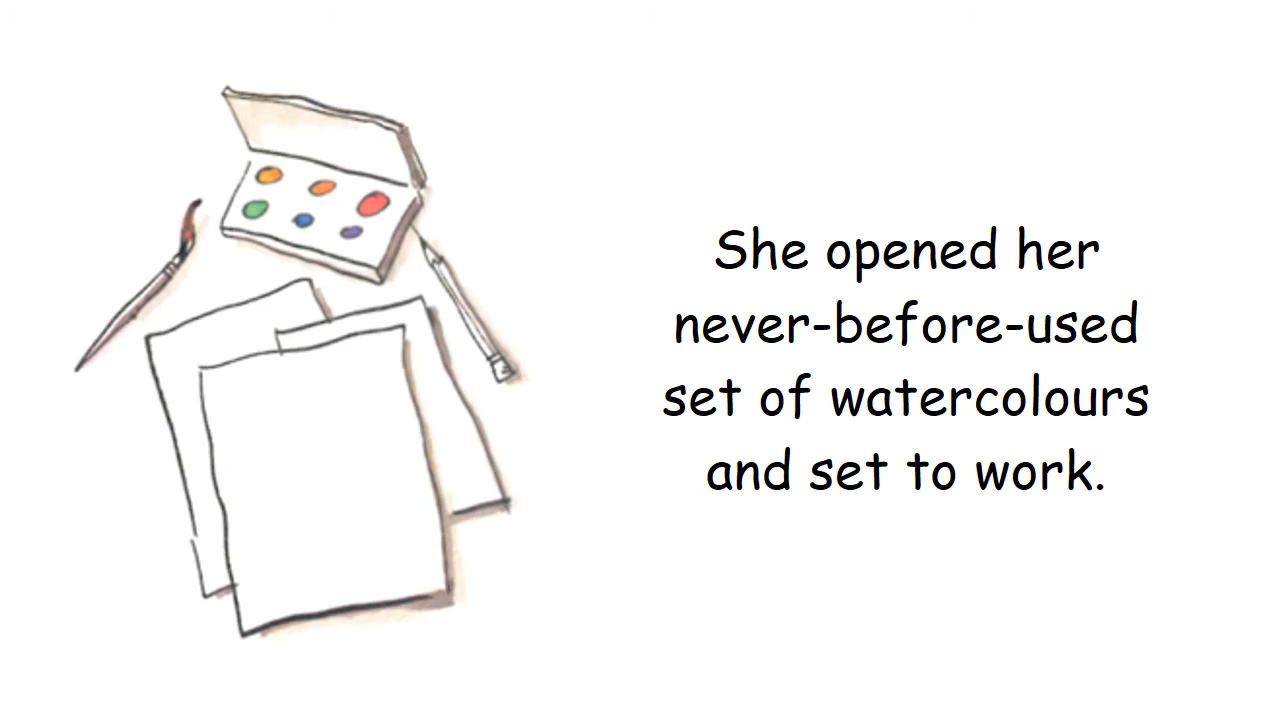 She opened her
never-before-used
set of watercolours
and set to work.